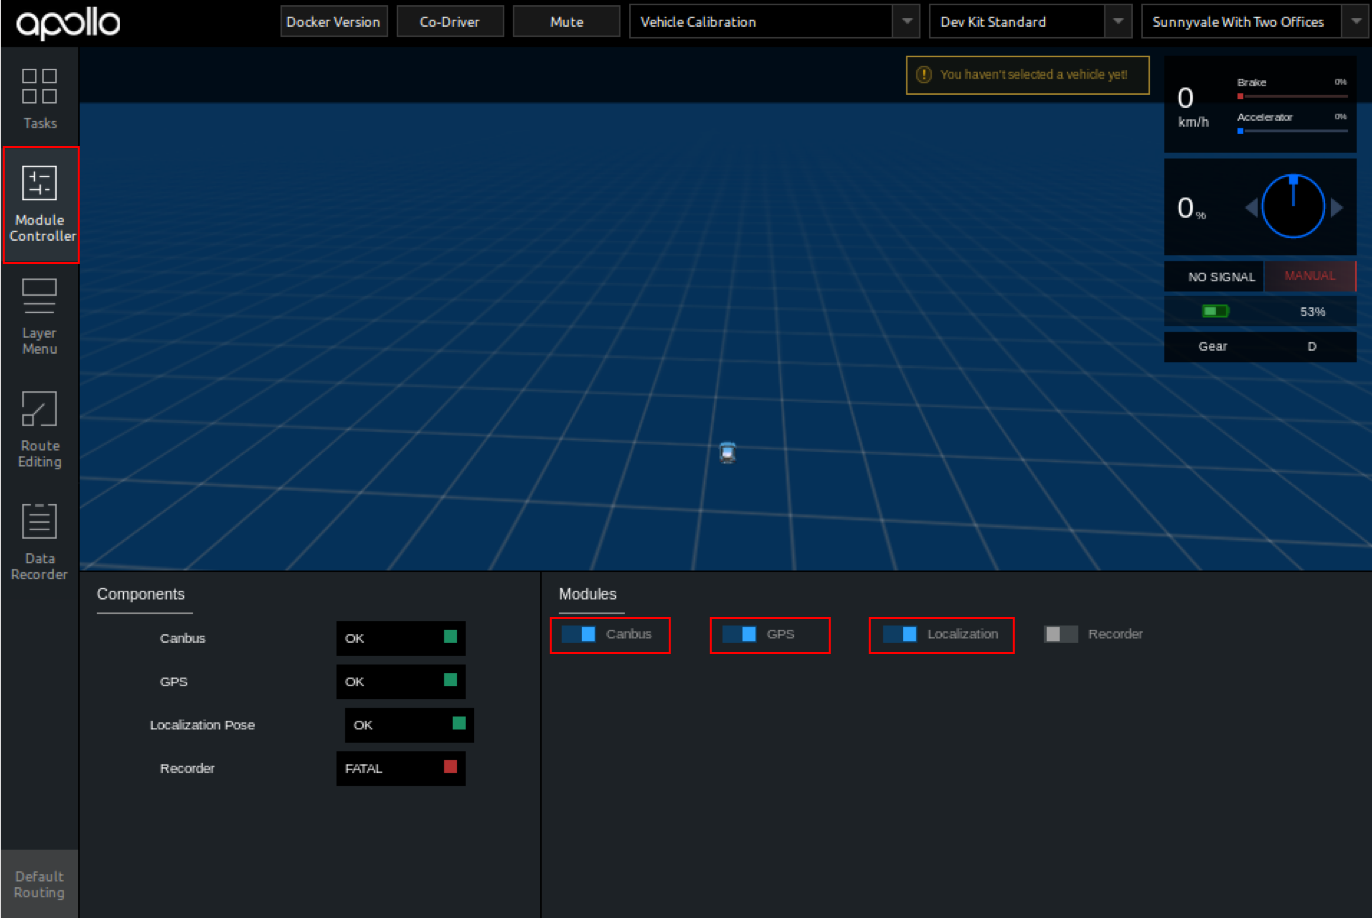 apollo
Docker Version
Co-Driver
Mute
Vehicle Calibration
Dev Kit Standard
Sunnyvale With Two Offices
Tasks
Module
Controller
Layer
Menu
Route
Editing
Data
Recorder
Default
Routing
! You haven't selected a vehicle yet!
0
km/h
Brake 0%
Accelerator 0%
0%
NO SIGNAL MANUAL
53%
Gear D
Components
Canbus OK
GPS OK
Localization Pose OK
Recorder FATAL
Modules
Canbus GPS Localization Recorder